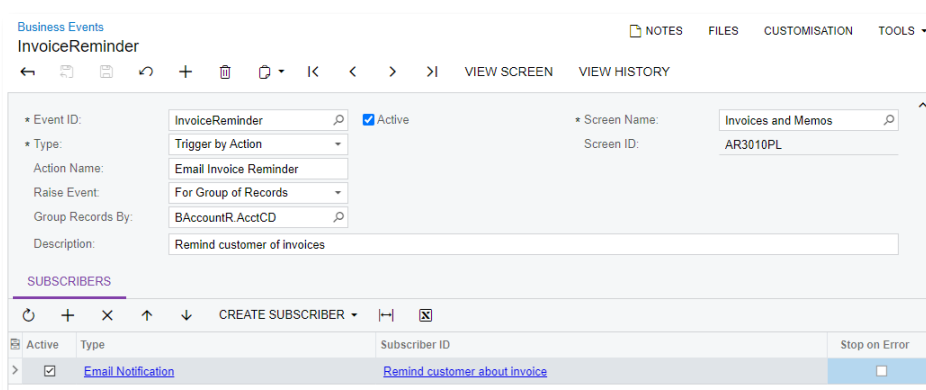 Business Events
InvoiceReminder
NOTES FILES CUSTOMISATION TOOLS
VIEW SCREEN VIEW HISTORY
* Event ID: InvoiceReminder Active * Screen Name: Invoices and Memos
* Type: Trigger by Action Screen ID: AR3010PL
Action Name: Email Invoice Reminder
Raise Event: For Group of Records
Group Records By: BAccountR.AcctCD
Description: Remind customer of invoices
SUBSCRIBERS
CREATE SUBSCRIBER
Active Type Subscriber ID Stop on Error
Email Notification Remind customer about invoice